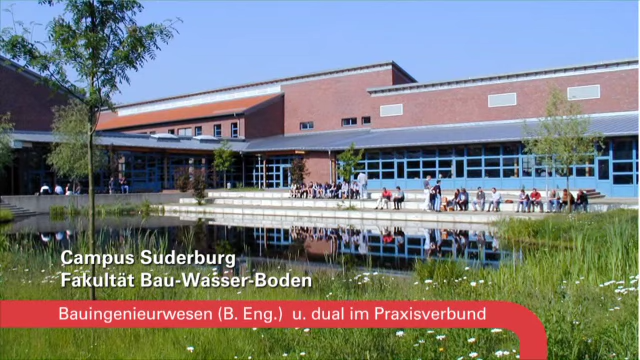 Campus Suderburg
Fakultät Bau-Wasser-Boden
Bauingenieurwesen (B. Eng.) u. dual im Praxisverbund